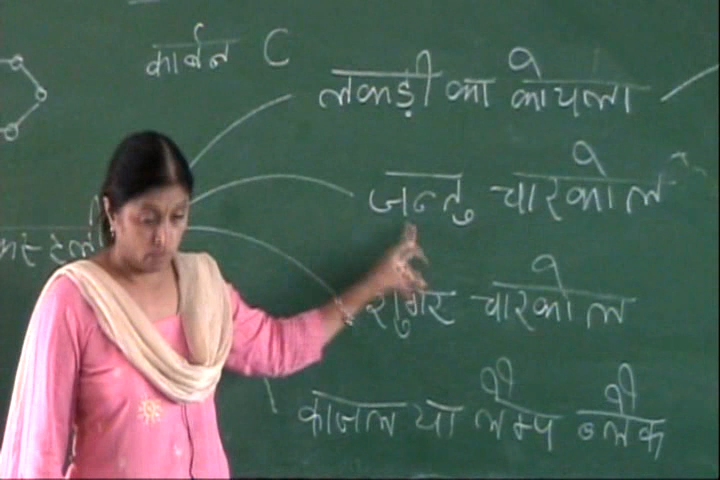 कार्बन C
लकड़ी का कोयला
जन्तु चारकोल
शुगर चारकोल
काजल या लैम्प ब्लैक